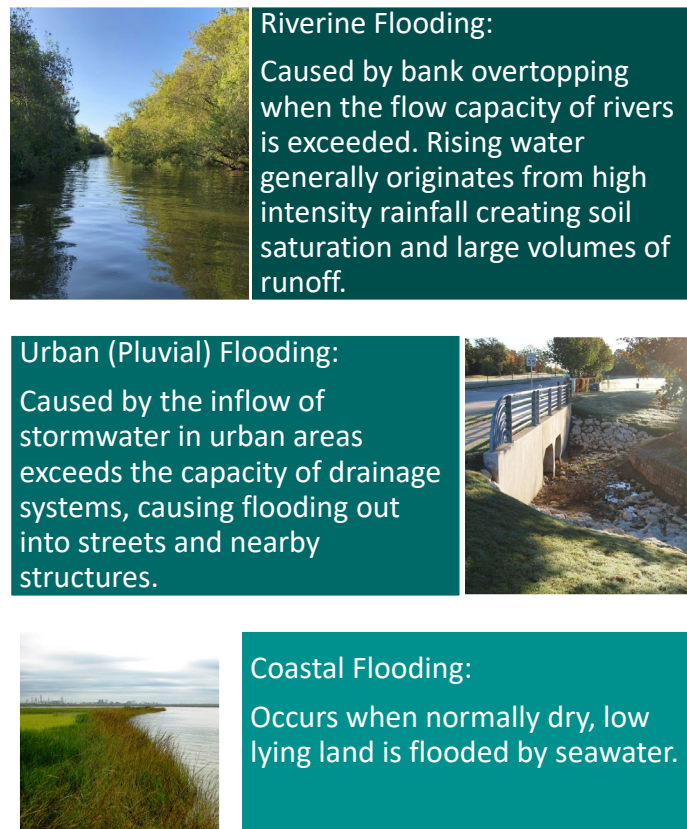 Riverine Flooding:
Caused by bank overtopping
when the flow capacity of rivers
is exceeded. Rising water
generally originates from high
intensity rainfall creating soil
saturation and large volumes of
runoff.
Urban (Pluvial) Flooding:
Caused by the inflow of
stormwater in urban areas
exceeds the capacity of drainage
systems, causing flooding out
into streets and nearby
structures.
Coastal Flooding:
Occurs when normally dry, low
lying land is flooded by seawater.